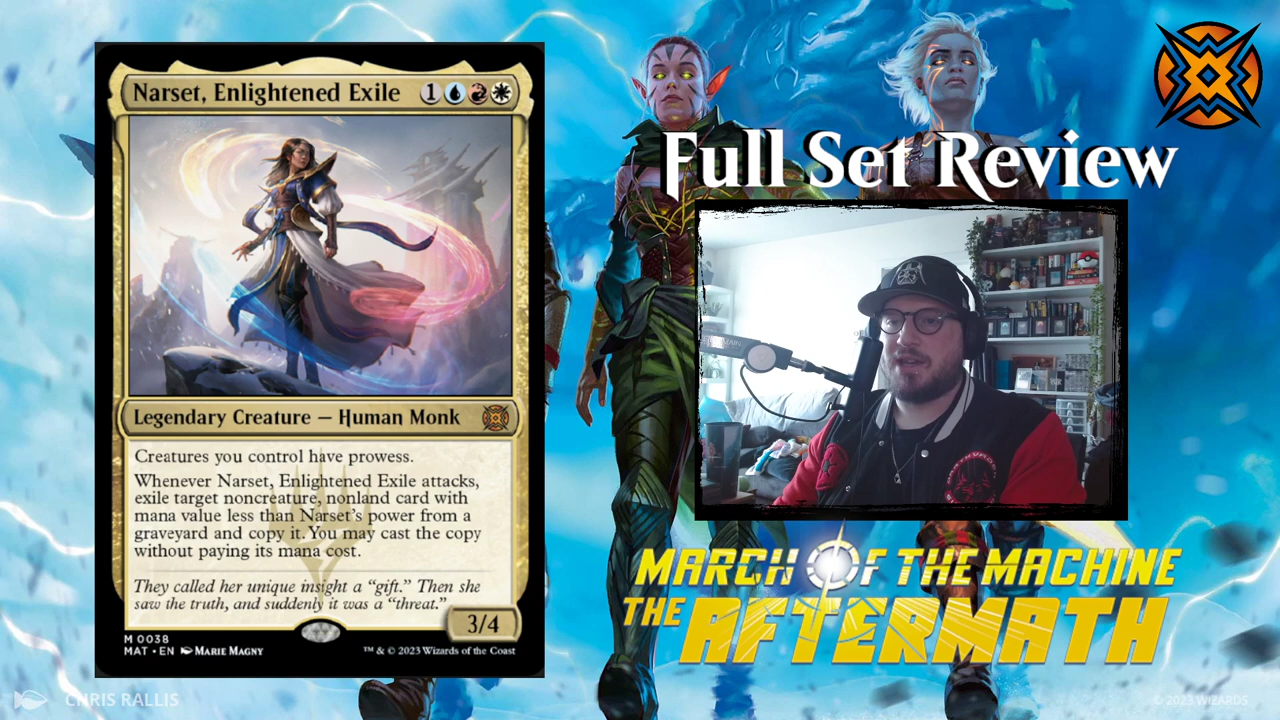 Narset, Enlightened Exile 1
Legendary Creature — Human Monk
Creatures you control have prowess.
Whenever Narset, Enlightened Exile attacks,
exile target noncreature, nonland card with
mana value less than Narset's power from a
graveyard and copy it. You may cast the copy
without paying its mana cost.
They called her unique insight a “gift.” Then she
saw the truth, and suddenly it was a “threat.”
3/4
M 0038
MAT • EN Marie Magny
™ & © 2023 Wizards of the Coast
CHRIS RALLIS
Full Set Review
MARCH OF THE MACHINE
THE AFTERMATH
© 2023 WIZARDS